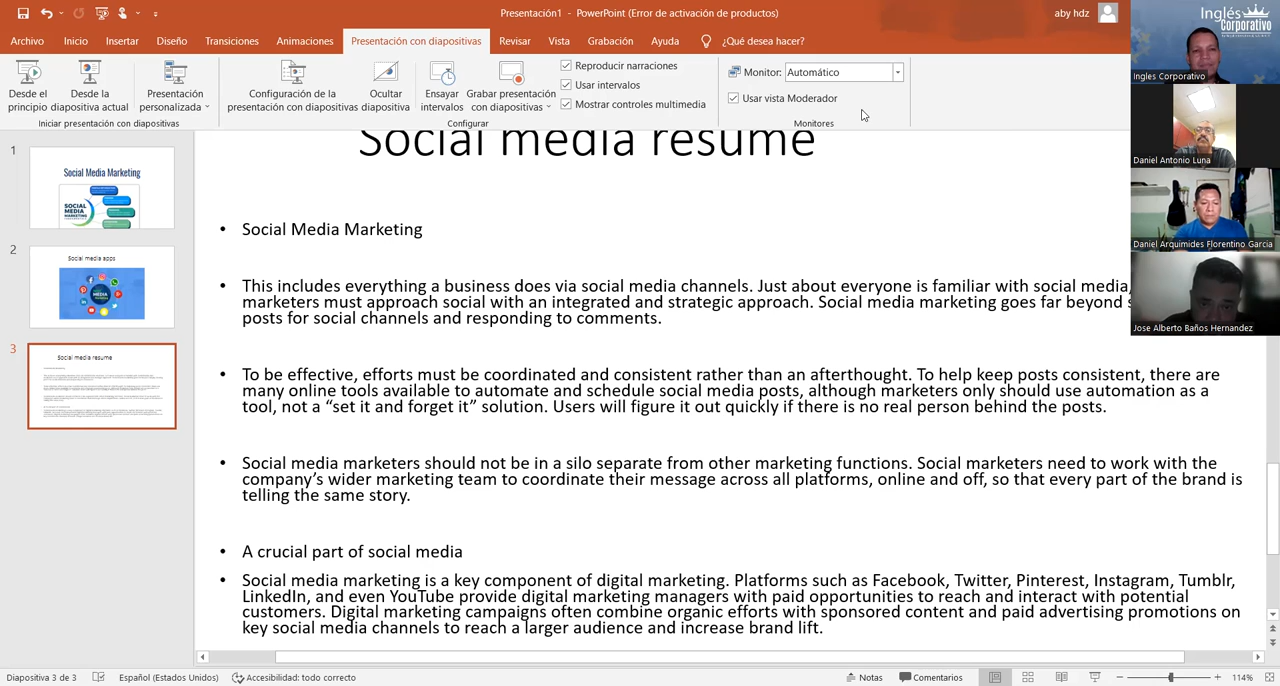 Presentación1 - PowerPoint (Error de activación de productos)
aby hdz
Archivo Inicio Insertar Diseño Transiciones Animaciones Presentación con diapositivas Revisar Vista Grabación Ayuda ¿Qué desea hacer?
Desde el principio
Desde la diapositiva actual
Presentación personalizada
Iniciar presentación con diapositivas
Configuración de la presentación con diapositivas
Ocultar diapositiva
Ensayar intervalos
Grabar presentación con diapositivas
Reproducir narraciones
Usar intervalos
Mostrar controles multimedia
Configurar
Monitor: Automático
Usar vista Moderador
Monitores
Inglés
Corporativo
Ingles Corporativo
Daniel Antonio Luna
Daniel Arquimides Florentino Garcia
Jose Alberto Baños Hernandez
1
Social Media Marketing
SOCIAL
MEDIA
MARKETING
2
Social media apps
3
Social media resume
Social media resume
• Social Media Marketing
• This includes everything a business does via social media channels. Just about everyone is familiar with social media,
marketers must approach social with an integrated and strategic approach. Social media marketing goes far beyond
posts for social channels and responding to comments.
• To be effective, efforts must be coordinated and consistent rather than an afterthought. To help keep posts consistent, there are
many online tools available to automate and schedule social media posts, although marketers only should use automation as a
tool, not a “set it and forget it” solution. Users will figure it out quickly if there is no real person behind the posts.
• Social media marketers should not be in a silo separate from other marketing functions. Social marketers need to work with the
company’s wider marketing team to coordinate their message across all platforms, online and off, so that every part of the brand is
telling the same story.
• A crucial part of social media
• Social media marketing is a key component of digital marketing. Platforms such as Facebook, Twitter, Pinterest, Instagram, Tumblr,
LinkedIn, and even YouTube provide digital marketing managers with paid opportunities to reach and interact with potential
customers. Digital marketing campaigns often combine organic efforts with sponsored content and paid advertising promotions on
key social media channels to reach a larger audience and increase brand lift.
Diapositiva 3 de 3 Español (Estados Unidos) Accesibilidad: todo correcto Notas Comentarios 114%